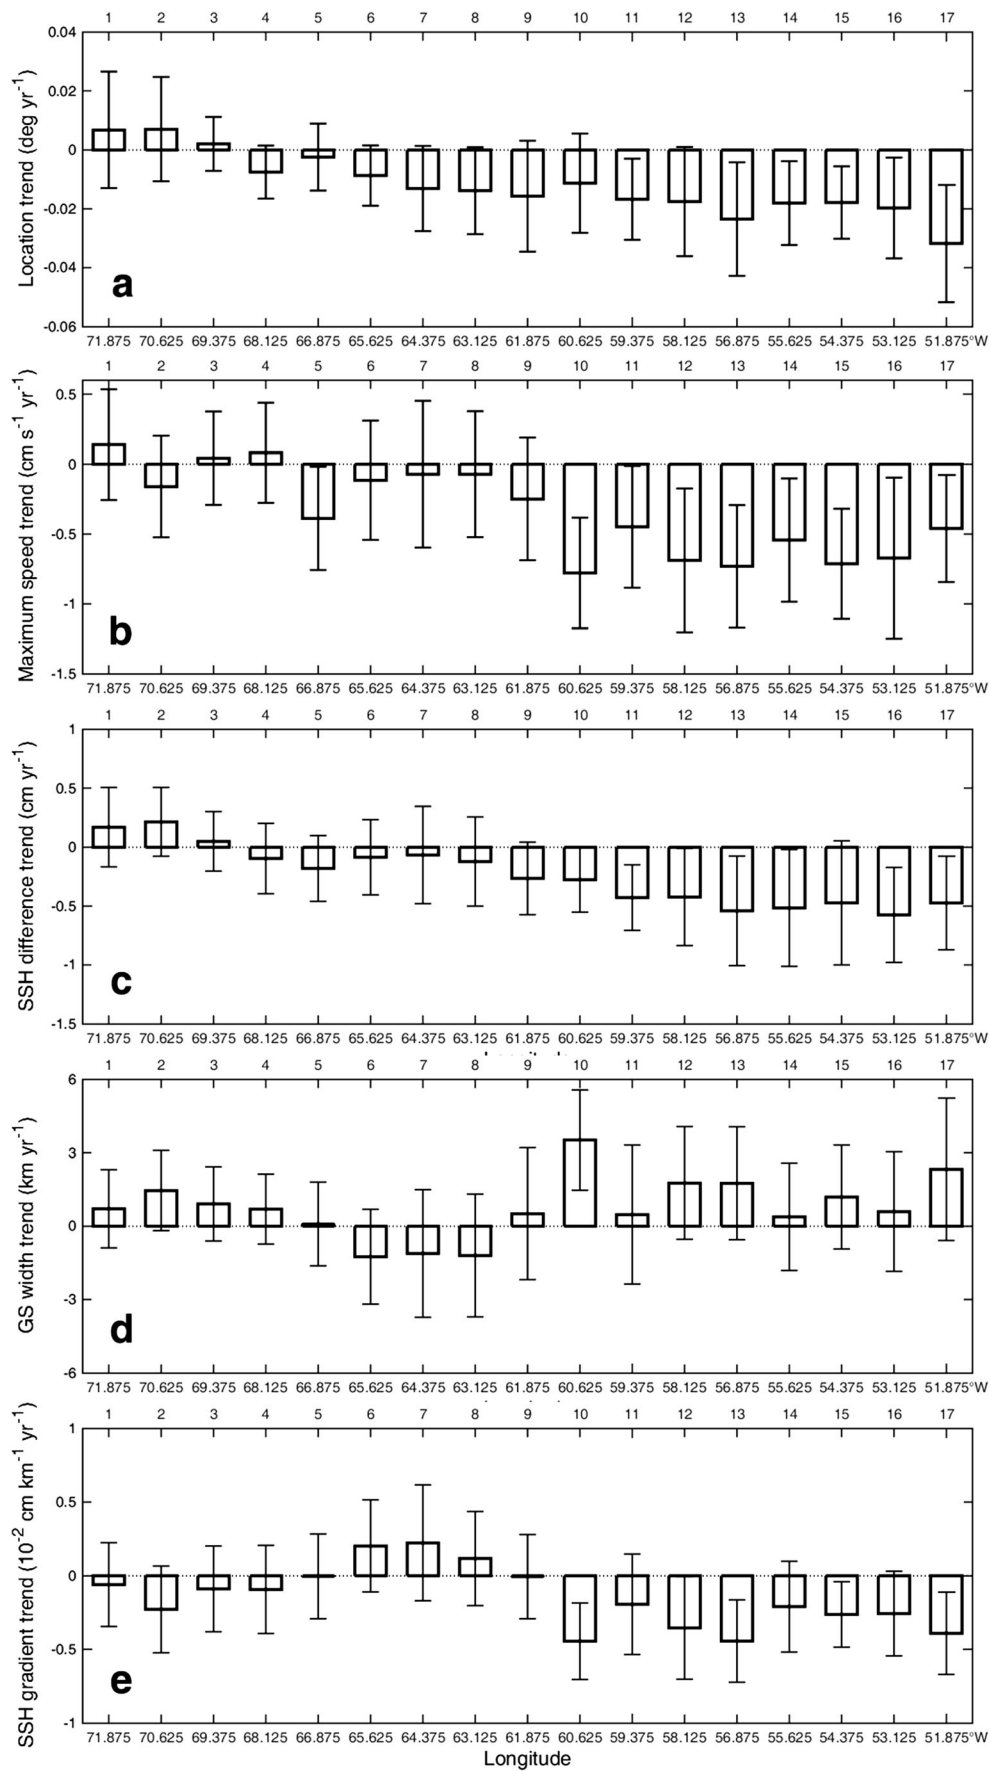 1 2 3 4 5 6 7 8 9 10 11 12 13 14 15 16 17
0.04
0.02
0
-0.02
-0.04
-0.06
Location trend (deg yr⁻¹)
a
71.875 70.625 69.375 68.125 66.875 65.625 64.375 63.125 61.875 60.625 59.375 58.125 56.875 55.625 54.375 53.125 51.875°W
1 2 3 4 5 6 7 8 9 10 11 12 13 14 15 16 17
0.5
0
-0.5
-1
-1.5
Maximum speed trend (cm s⁻¹ yr⁻¹)
b
71.875 70.625 69.375 68.125 66.875 65.625 64.375 63.125 61.875 60.625 59.375 58.125 56.875 55.625 54.375 53.125 51.875°W
1 2 3 4 5 6 7 8 9 10 11 12 13 14 15 16 17
1
0.5
0
-0.5
-1
-1.5
SSH difference trend (cm yr⁻¹)
c
71.875 70.625 69.375 68.125 66.875 65.625 64.375 63.125 61.875 60.625 59.375 58.125 56.875 55.625 54.375 53.125 51.875°W
1 2 3 4 5 6 7 8 9 10 11 12 13 14 15 16 17
6
3
0
-3
-6
GS width trend (km yr⁻¹)
d
71.875 70.625 69.375 68.125 66.875 65.625 64.375 63.125 61.875 60.625 59.375 58.125 56.875 55.625 54.375 53.125 51.875°W
1 2 3 4 5 6 7 8 9 10 11 12 13 14 15 16 17
1
0.5
0
-0.5
-1
SSH gradient trend (10⁻² cm km⁻¹ yr⁻¹)
e
71.875 70.625 69.375 68.125 66.875 65.625 64.375 63.125 61.875 60.625 59.375 58.125 56.875 55.625 54.375 53.125 51.875°W
Longitude